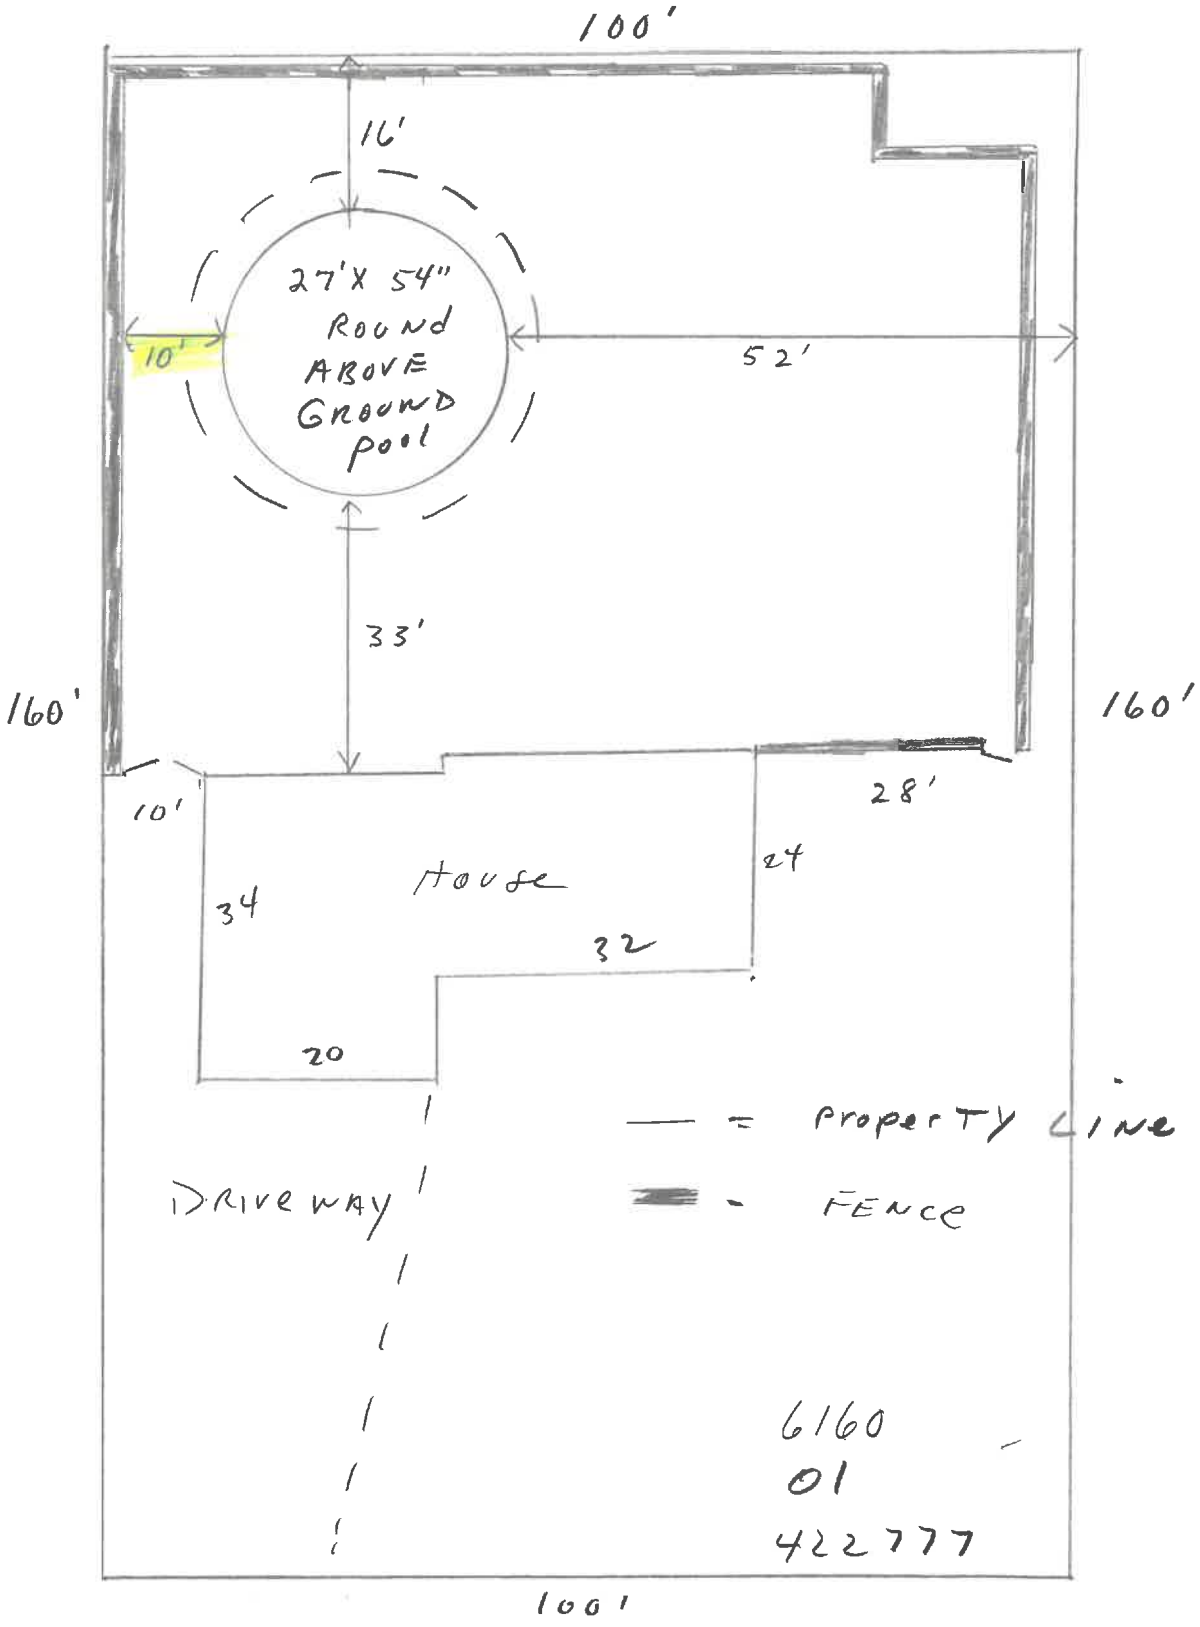 100'
16'
27'X 54"
ROUNd
ABOVE
GROUND
pool
10'
52'
33'
160'
160'
10'
28'
24
House
34
32
20
— = ProperTY LiNe
DRiveWAY
- FENce
6160
01
422777
100'